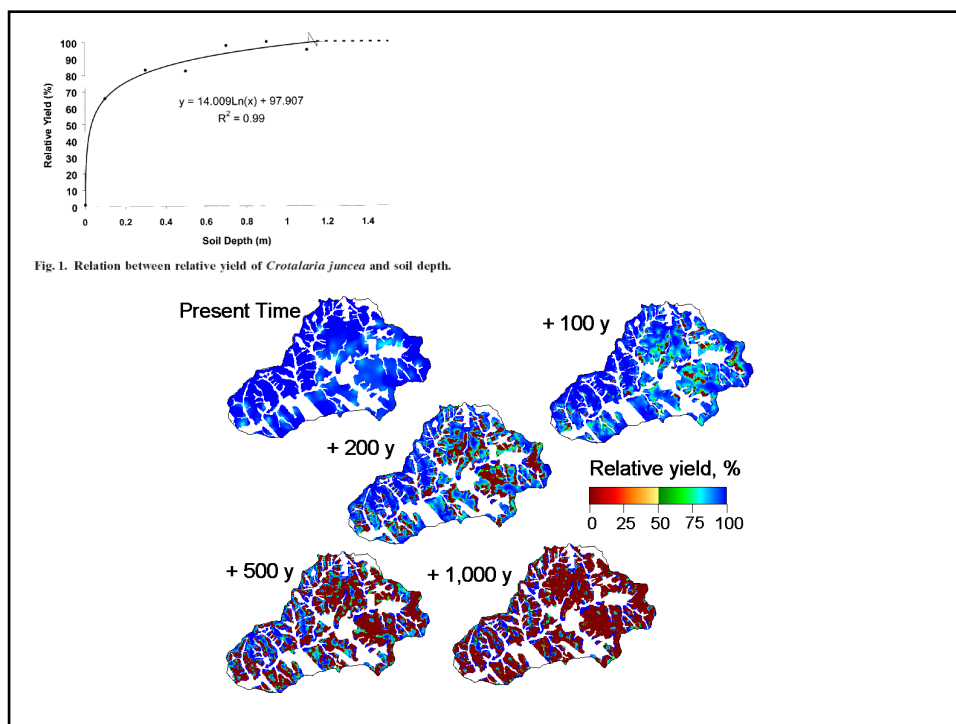 100
90
80
70
60
50
40
30
20
10
0
Relative Yield (%)
y = 14.009Ln(x) + 97.907
R² = 0.99
0 0.2 0.4 0.6 0.8 1 1.2 1.4
Soil Depth (m)
Fig. 1. Relation between relative yield of Crotalaria juncea and soil depth.
Present Time
+ 100 y
+ 200 y
Relative yield, %
0 25 50 75 100
+ 500 y
+ 1,000 y